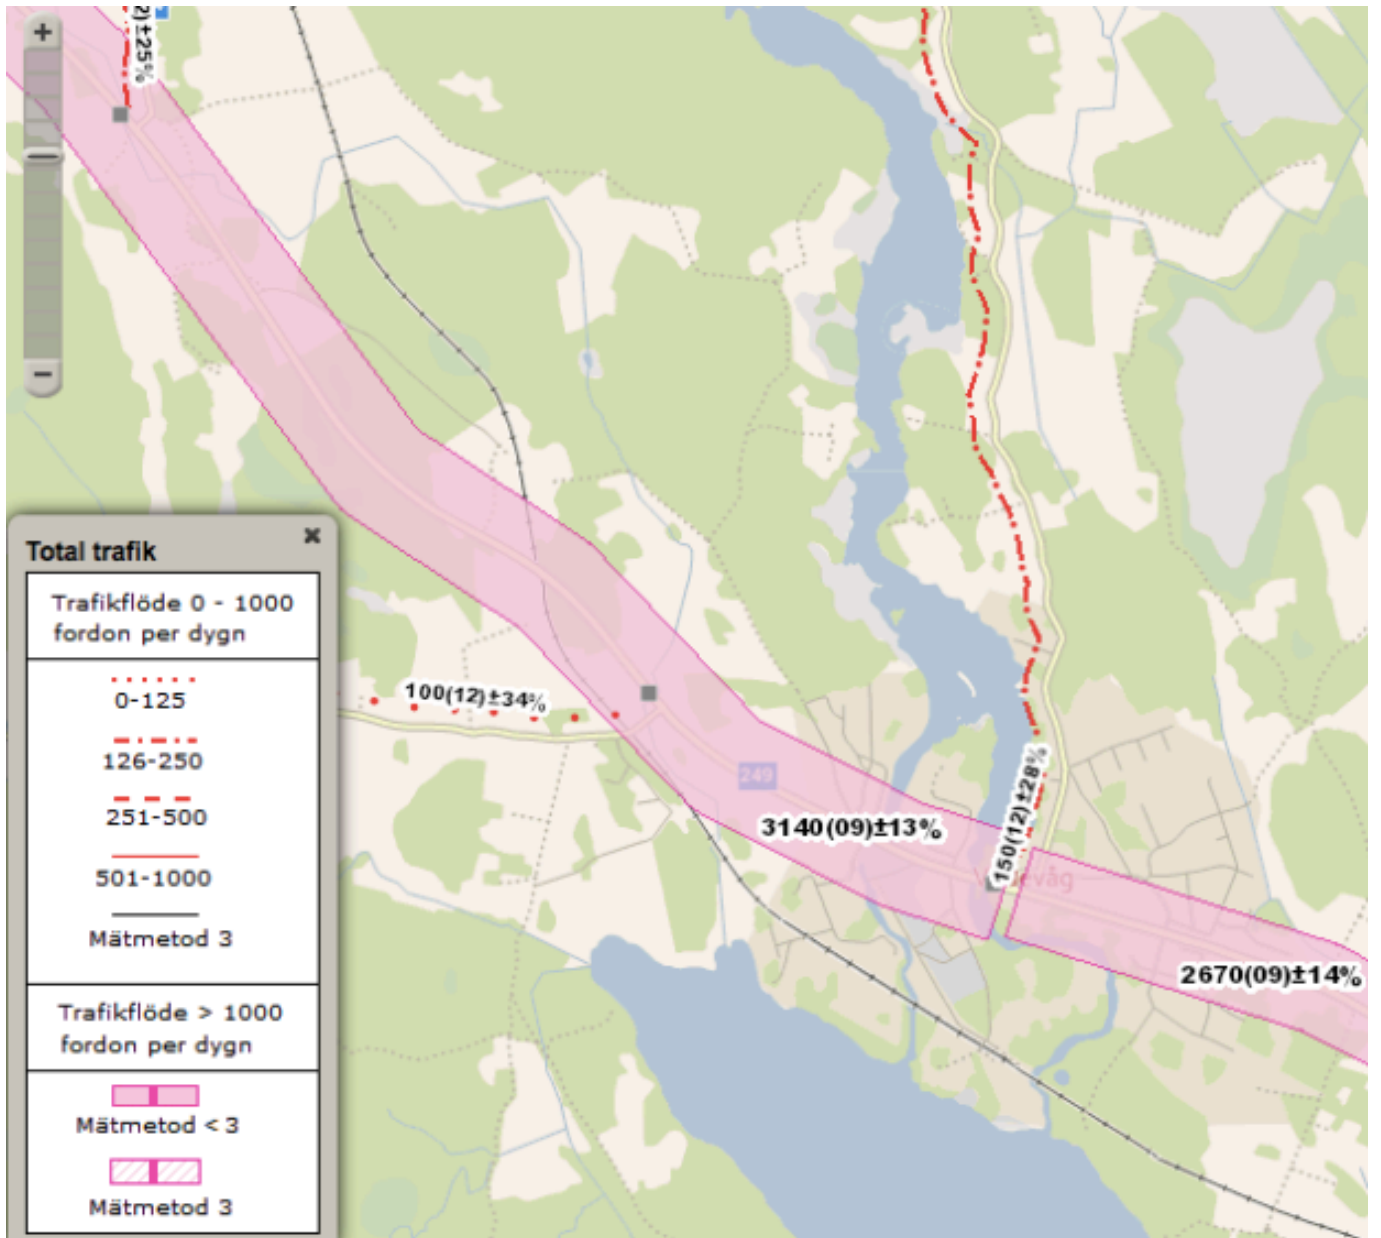 2)±25%
+
−
Total trafik
Trafikflöde 0 - 1000
fordon per dygn
0-125
126-250
251-500
501-1000
Mätmetod 3
Trafikflöde > 1000
fordon per dygn
Mätmetod < 3
Mätmetod 3
100(12)±34%
249
3140(09)±13%
150(12)±28%
2670(09)±14%